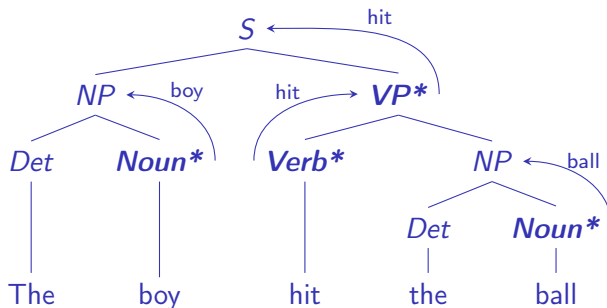 hit
S
NP boy hit VP*
Det Noun* Verb* NP ball
Det Noun*
The boy hit the ball